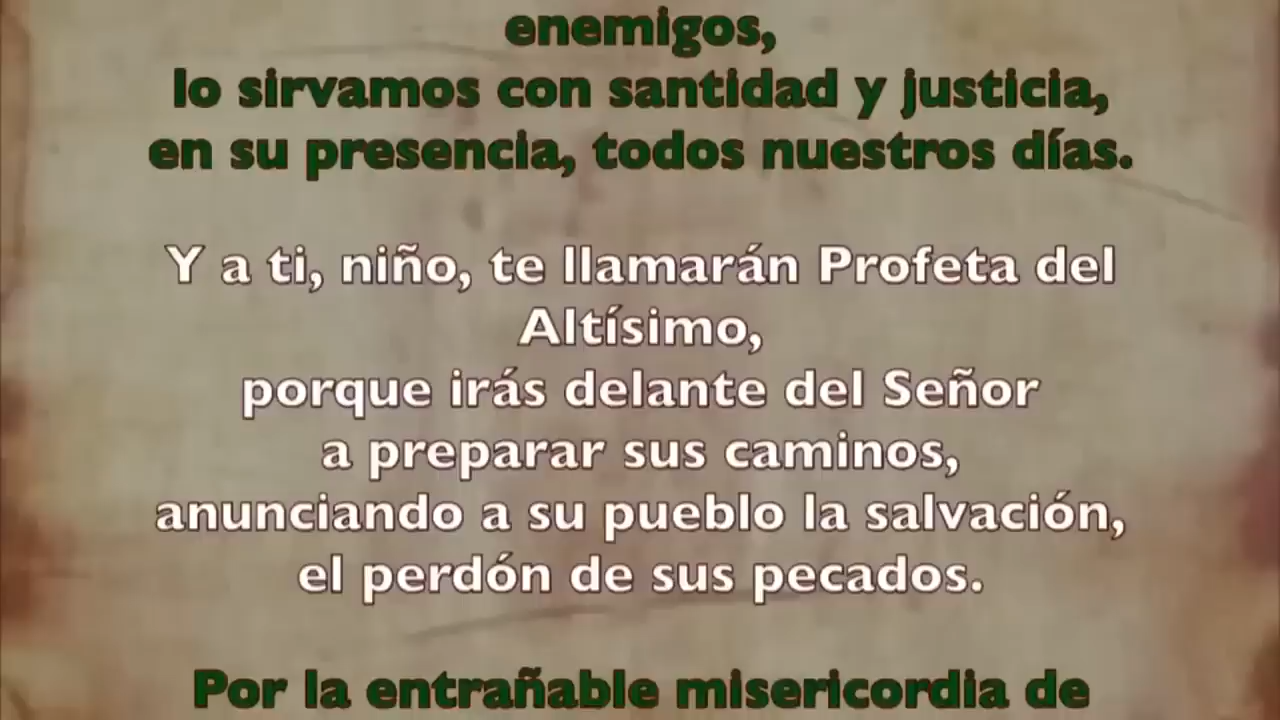 enemigos,
lo sirvamos con santidad y justicia,
en su presencia, todos nuestros días.
Y a ti, niño, te llamarán Profeta del
Altísimo,
porque irás delante del Señor
a preparar sus caminos,
anunciando a su pueblo la salvación,
el perdón de sus pecados.
Por la entrañable misericordia de